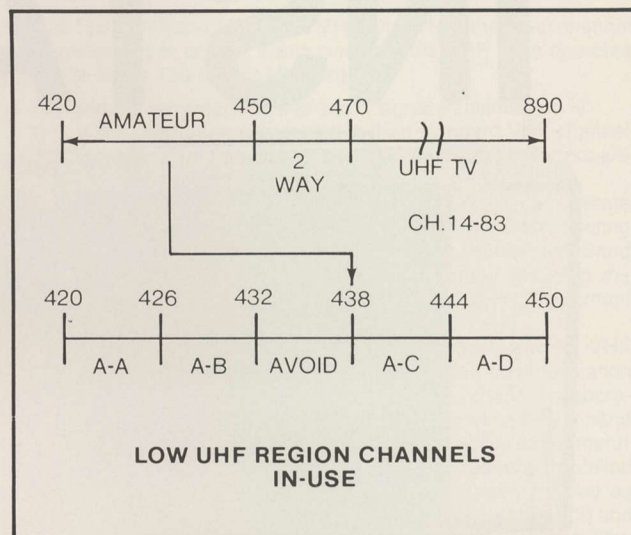 420 450 470 890
AMATEUR
2
WAY
UHF TV
CH.14-83
420 426 432 438 444 450
A-A A-B AVOID A-C A-D
LOW UHF REGION CHANNELS
IN-USE